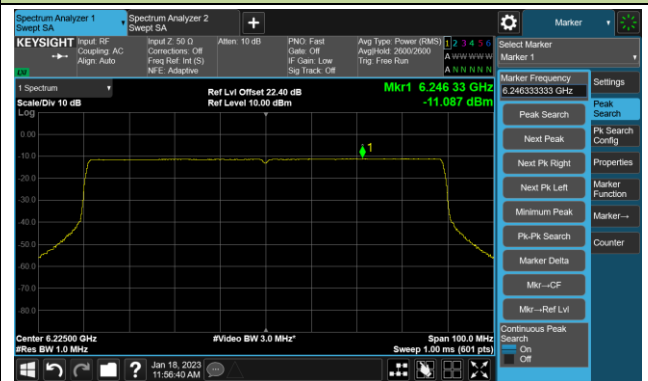 Spectrum Analyzer 1
Swept SA
Spectrum Analyzer 2
Swept SA
+
Marker
KEYSIGHT
Input: RF
Coupling: AC
Align: Auto
Input Z: 50 Ω
Corrections: Off
Freq Ref: Int (S)
NFE: Adaptive
Atten: 10 dB
PNO: Fast
Gate: Off
IF Gain: Low
Sig Track: Off
Avg Type: Power (RMS)
Avg|Hold: 2600/2600
Trig: Free Run
1 2 3 4 5 6
A W W W W W
A N N N N N
LXI
Select Marker
Marker 1
1 Spectrum
Scale/Div 10 dB
Log
Ref Lvl Offset 22.40 dB
Ref Level 10.00 dBm
Mkr1 6.246 33 GHz
-11.087 dBm
0.00
-10.0
-20.0
-30.0
-40.0
-50.0
-60.0
-70.0
-80.0
1
Center 6.22500 GHz
#Res BW 1.0 MHz
#Video BW 3.0 MHz*
Span 100.0 MHz
Sweep 1.00 ms (601 pts)
Marker Frequency
6.246333333 GHz
Peak Search
Next Peak
Next Pk Right
Next Pk Left
Minimum Peak
Pk-Pk Search
Marker Delta
Mkr→CF
Mkr→Ref Lvl
Continuous Peak
Search
On
Off
Settings
Peak
Search
Pk Search
Config
Properties
Marker
Function
Marker→
Counter
?
Jan 18, 2023
11:56:40 AM